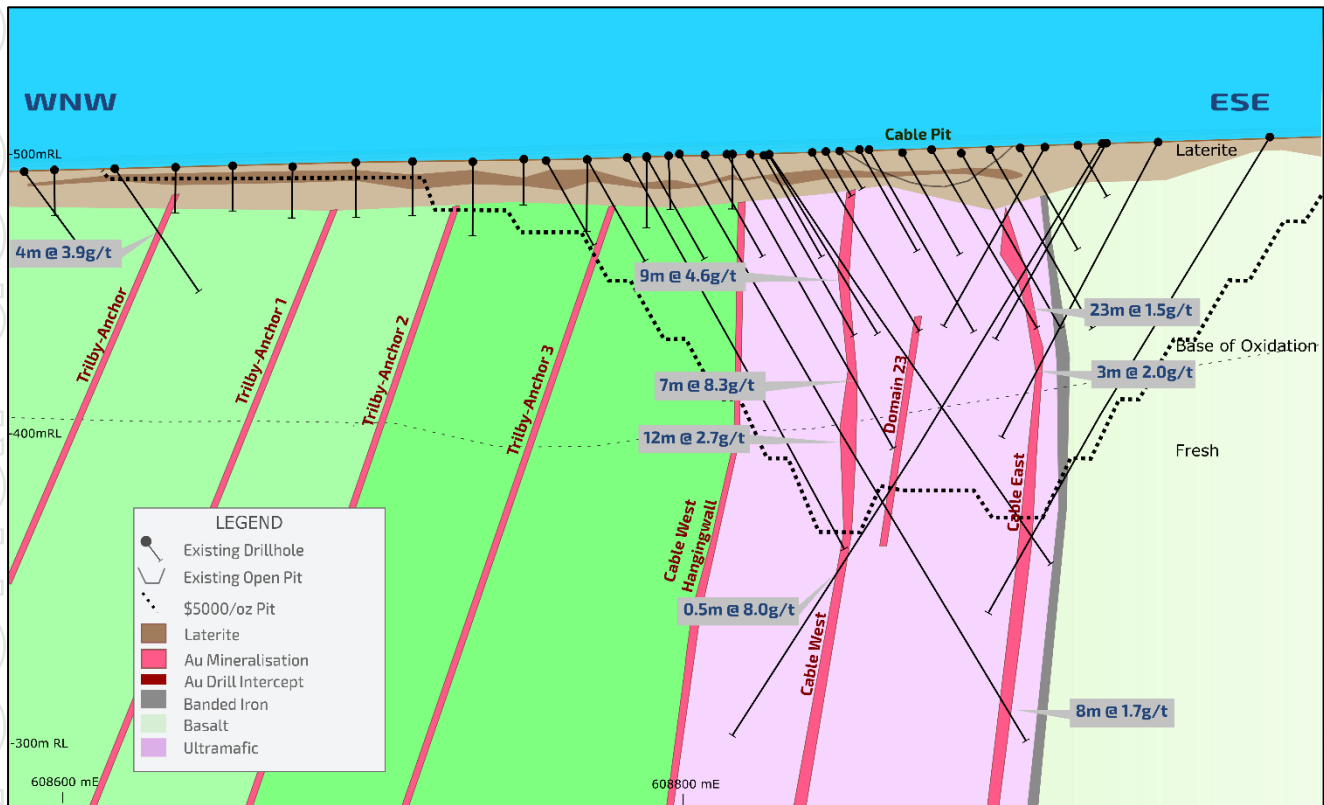 WNW
ESE
Cable Pit
500mRL
Laterite
4m @ 3.9g/t
9m @ 4.6g/t
23m @ 1.5g/t
Trilby-Anchor
Trilby-Anchor 1
Trilby-Anchor 2
Trilby-Anchor 3
Base of Oxidation
7m @ 8.3g/t
Domain 23
3m @ 2.0g/t
400mRL
12m @ 2.7g/t
Fresh
Cable East
Cable West
Hangingwall
LEGEND
Existing Drillhole
Existing Open Pit
$5000/oz Pit
Laterite
Au Mineralisation
Au Drill Intercept
Banded Iron
Basalt
Ultramafic
0.5m @ 8.0g/t
Cable West
8m @ 1.7g/t
300m RL
608600 mE
608800 mE